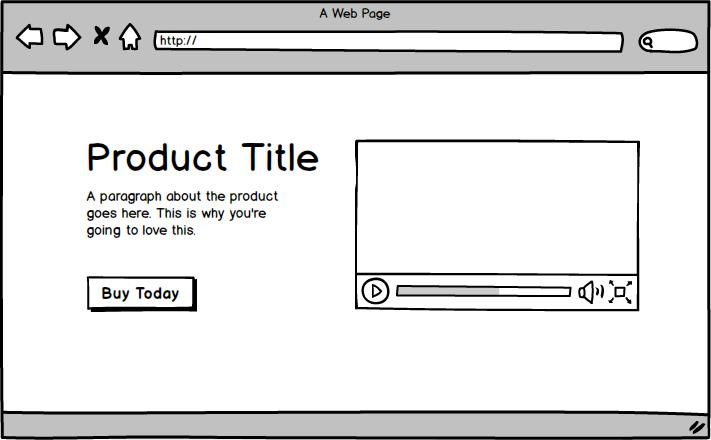 A Web Page
http://
Product Title
A paragraph about the product
goes here. This is why you're
going to love this.
Buy Today